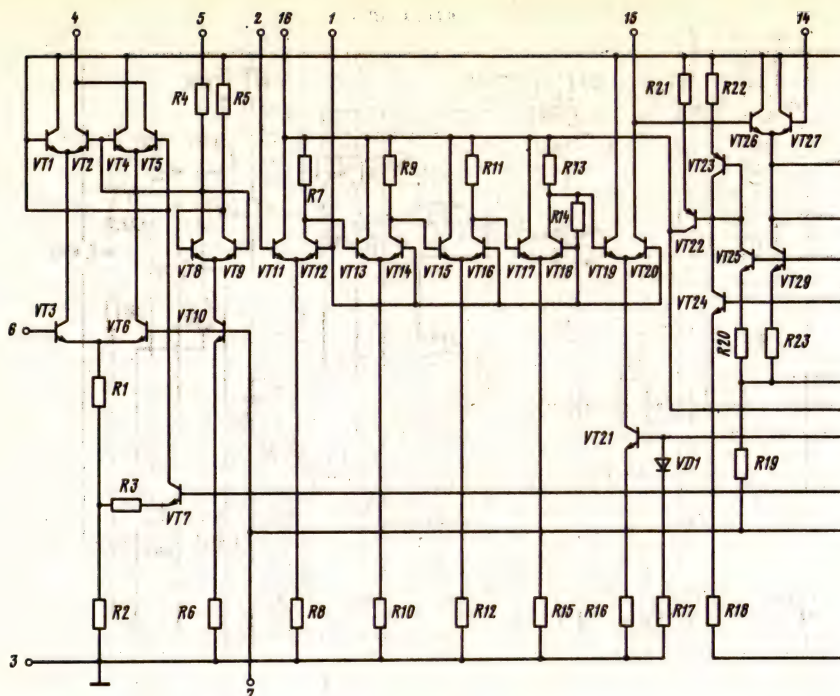 4 5 2 16 1 15 14
R4 R5 R21 R22
VT26 VT27
VT1 VT2 VT4 VT5 R7 R9 R11 R13 VT23
R14
VT22
VT8 VT9 VT11 VT12 VT13 VT14 VT15 VT16 VT17 VT18 VT19 VT20 VT25 VT29
VT24
6 VT3 VT6 VT10
R20 R23
R1
VT21 VD1 R19
R3
VT7
R2 R6 R8 R10 R12 R15 R16 R17 R18
3
7